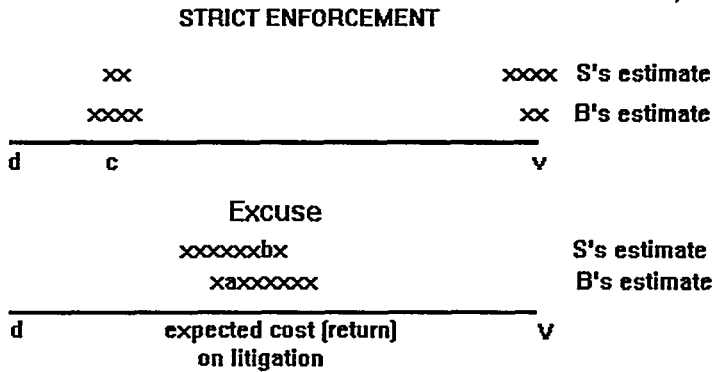 STRICT ENFORCEMENT
xx xxxx S's estimate
xxxx xx B's estimate
d c v
Excuse
xxxxxxbx S's estimate
xaxxxxxx B's estimate
d expected cost (return) v
on litigation